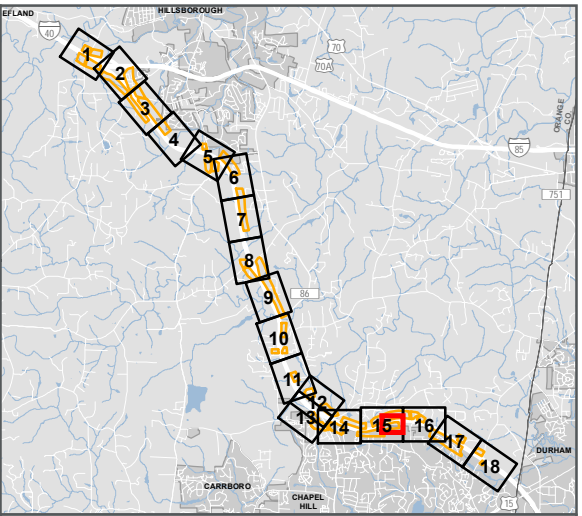 EFLAND
HILLSBOROUGH
40
70
70A
1
2
3
4
ORANGE
CO
85
5
6
751
7
8
9
86
10
11
12
13
14
15
16
17
18
DURHAM
CARRBORO
CHAPEL
HILL
15